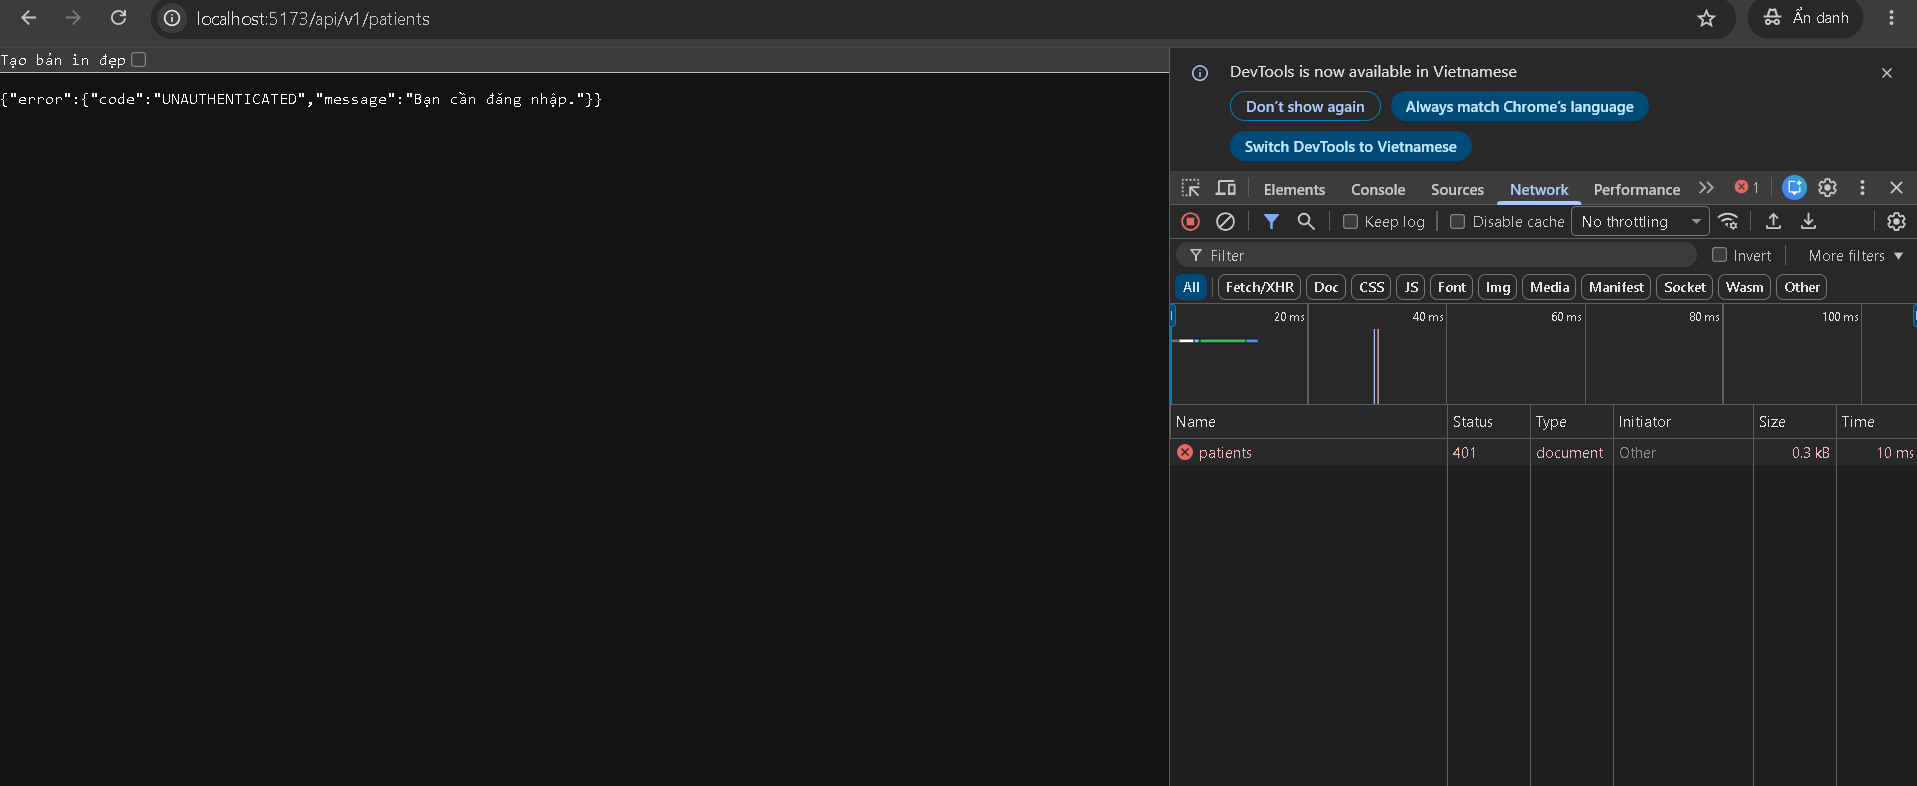 localhost:5173/api/v1/patients
Ẩn danh
Tạo bản in đẹp
{"error":{"code":"UNAUTHENTICATED","message":"Bạn cần đăng nhập."}}
DevTools is now available in Vietnamese
Don't show again
Always match Chrome's language
Switch DevTools to Vietnamese
Elements Console Sources Network Performance 1
Keep log Disable cache No throttling
Filter Invert More filters
All Fetch/XHR Doc CSS JS Font Img Media Manifest Socket Wasm Other
20 ms 40 ms 60 ms 80 ms 100 ms
Name Status Type Initiator Size Time
patients 401 document Other 0.3 kB 10 ms